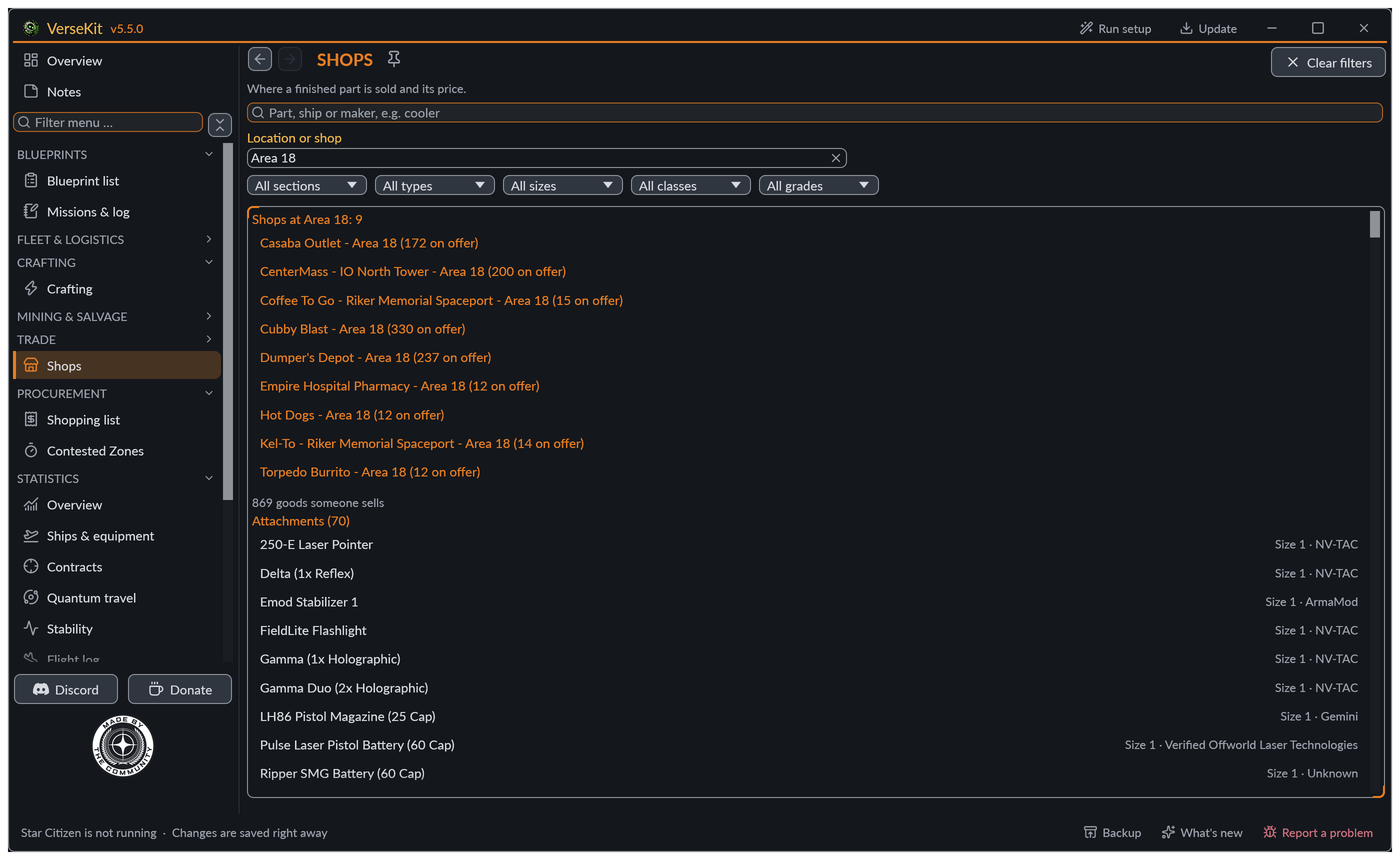 VerseKit v5.5.0
Run setup
Update
Overview
Notes
Filter menu ...
BLUEPRINTS
Blueprint list
Missions & log
FLEET & LOGISTICS
CRAFTING
Crafting
MINING & SALVAGE
TRADE
Shops
PROCUREMENT
Shopping list
Contested Zones
STATISTICS
Overview
Ships & equipment
Contracts
Quantum travel
Stability
Flight log
Discord
Donate
MADE BY
THE COMMUNITY
SHOPS
Clear filters
Where a finished part is sold and its price.
Part, ship or maker, e.g. cooler
Location or shop
Area 18
All sections
All types
All sizes
All classes
All grades
Shops at Area 18: 9
Casaba Outlet - Area 18 (172 on offer)
CenterMass - IO North Tower - Area 18 (200 on offer)
Coffee To Go - Riker Memorial Spaceport - Area 18 (15 on offer)
Cubby Blast - Area 18 (330 on offer)
Dumper's Depot - Area 18 (237 on offer)
Empire Hospital Pharmacy - Area 18 (12 on offer)
Hot Dogs - Area 18 (12 on offer)
Kel-To - Riker Memorial Spaceport - Area 18 (14 on offer)
Torpedo Burrito - Area 18 (12 on offer)
869 goods someone sells
Attachments (70)
250-E Laser Pointer Size 1 · NV-TAC
Delta (1x Reflex) Size 1 · NV-TAC
Emod Stabilizer 1 Size 1 · ArmaMod
FieldLite Flashlight Size 1 · NV-TAC
Gamma (1x Holographic) Size 1 · NV-TAC
Gamma Duo (2x Holographic) Size 1 · NV-TAC
LH86 Pistol Magazine (25 Cap) Size 1 · Gemini
Pulse Laser Pistol Battery (60 Cap) Size 1 · Verified Offworld Laser Technologies
Ripper SMG Battery (60 Cap) Size 1 · Unknown
Star Citizen is not running · Changes are saved right away
Backup
What's new
Report a problem